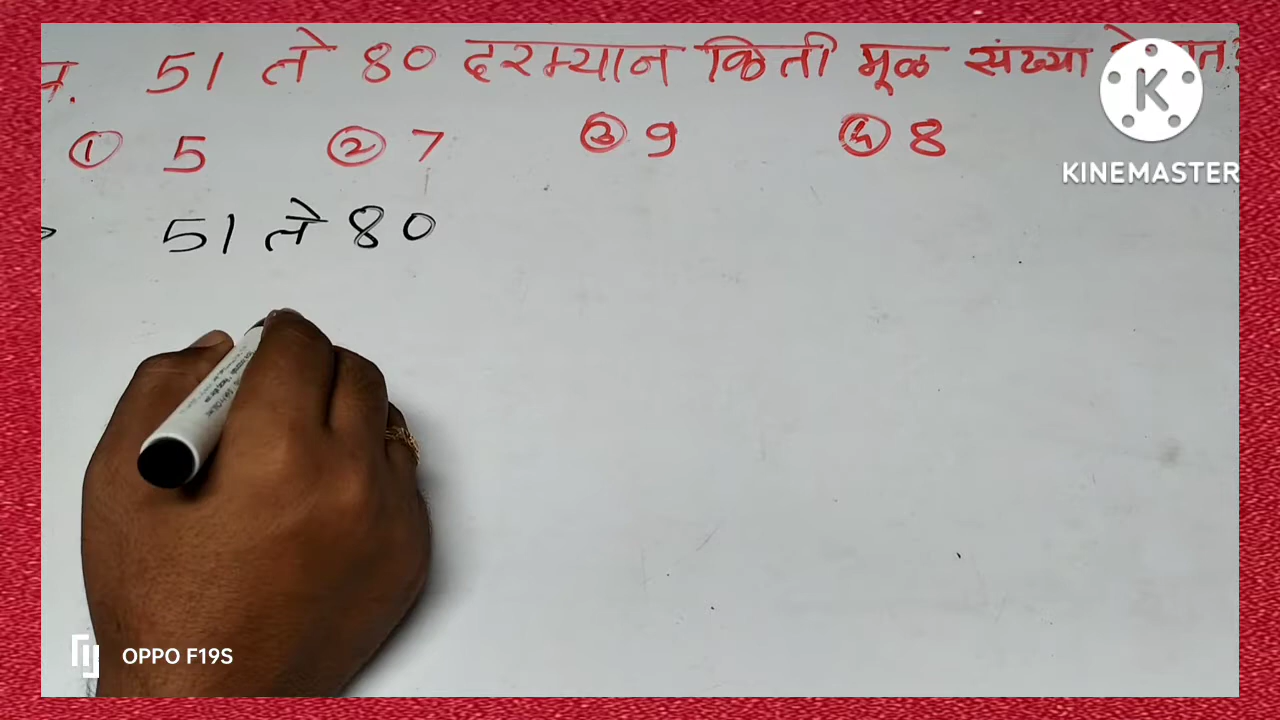 प्र. 51 ते 80 दरम्यान किती मूळ संख्या
① 5 ② 7 ③ 9 ④ 8
51 ते 80
KINEMASTER
OPPO F19S